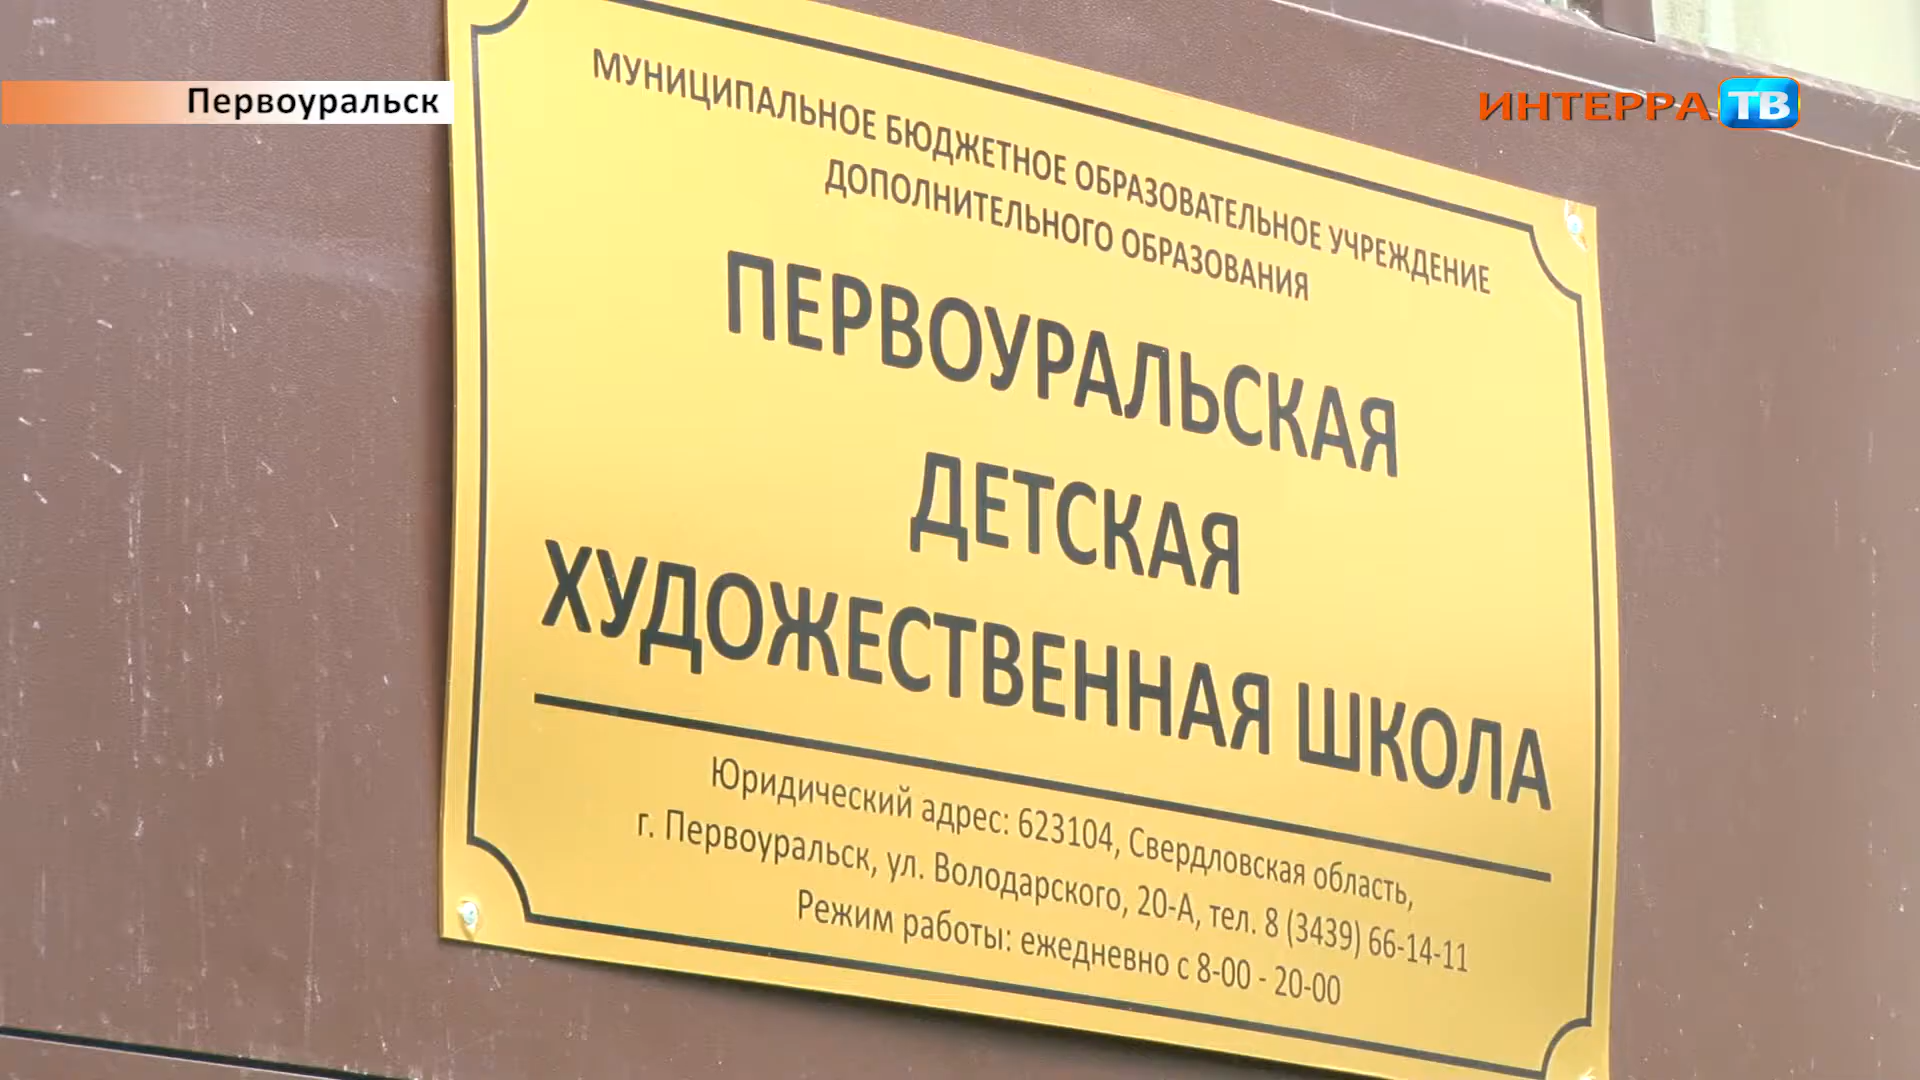 Первоуральск
ИНТЕРРА ТВ
МУНИЦИПАЛЬНОЕ БЮДЖЕТНОЕ ОБРАЗОВАТЕЛЬНОЕ УЧРЕЖДЕНИЕ
ДОПОЛНИТЕЛЬНОГО ОБРАЗОВАНИЯ
ПЕРВОУРАЛЬСКАЯ
ДЕТСКАЯ
ХУДОЖЕСТВЕННАЯ ШКОЛА
Юридический адрес: 623104, Свердловская область,
г. Первоуральск, ул. Володарского, 20-А, тел. 8 (3439) 66-14-11
Режим работы: ежедневно с 8-00 - 20-00